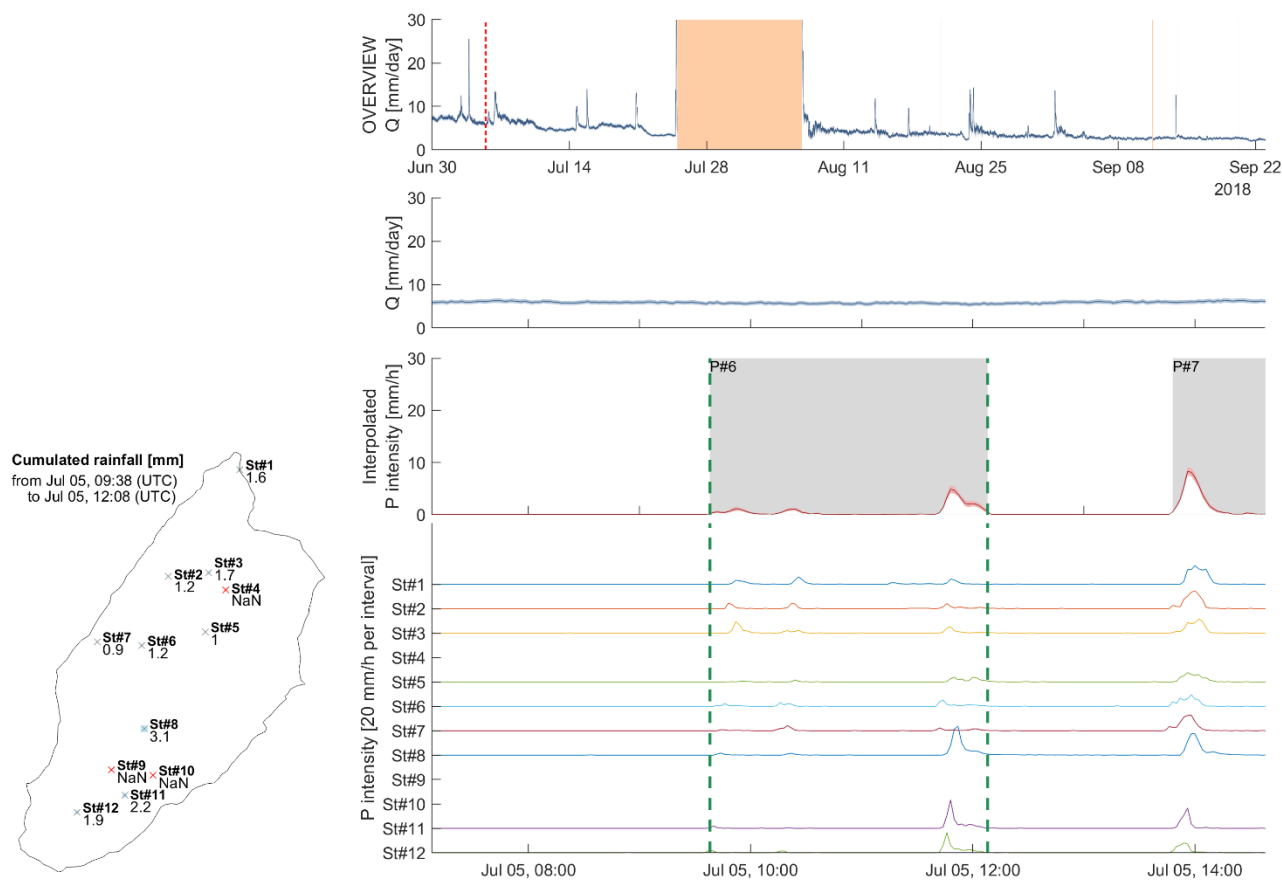 OVERVIEW
Q [mm/day]
30
20
10
0
Jun 30
Jul 14
Jul 28
Aug 11
Aug 25
Sep 08
Sep 22
2018
Q [mm/day]
30
20
10
0
Interpolated
P intensity [mm/h]
30
20
10
0
P#6
P#7
Cumulated rainfall [mm]
from Jul 05, 09:38 (UTC)
to Jul 05, 12:08 (UTC)
St#1
1.6
St#2
1.2
St#3
1.7
St#4
NaN
St#5
1
St#6
1.2
St#7
0.9
St#8
3.1
St#9
NaN
St#10
NaN
St#11
2.2
St#12
1.9
P intensity [20 mm/h per interval]
St#1
St#2
St#3
St#4
St#5
St#6
St#7
St#8
St#9
St#10
St#11
St#12
Jul 05, 08:00
Jul 05, 10:00
Jul 05, 12:00
Jul 05, 14:00